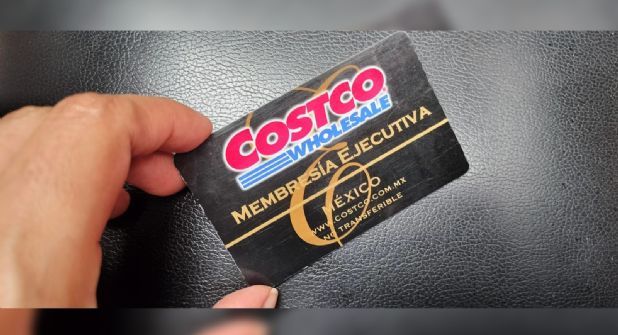 COSTCO
WHOLESALE
MEMBRESÍA EJECUTIVA
MÉXICO
WWW.COSTCO.COM.MX
NO TRANSFERIBLE